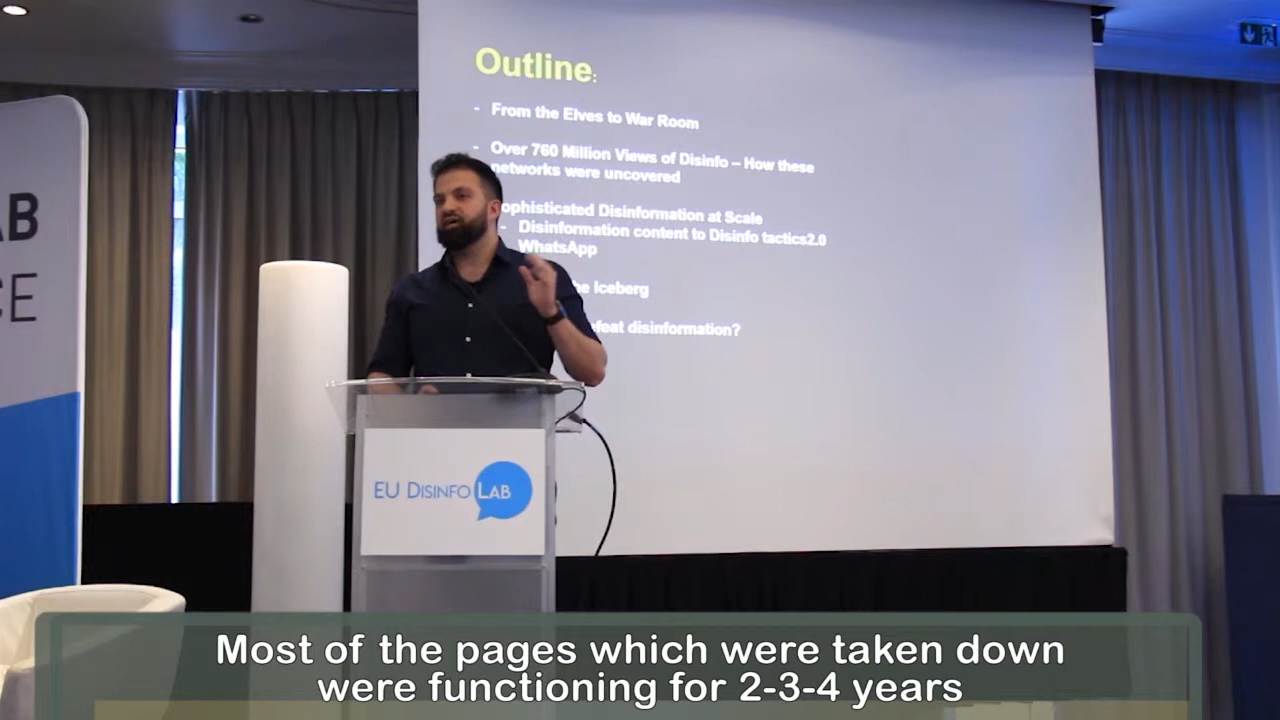 Outline:
- From the Elves to War Room
- Over 760 Million Views of Disinfo – How these
networks were uncovered
ophisticated Disinformation at Scale
- Disinformation content to Disinfo tactics2.0
WhatsApp
he Iceberg
efeat disinformation?
AB
CE
EU DISINFO LAB
Most of the pages which were taken down
were functioning for 2-3-4 years